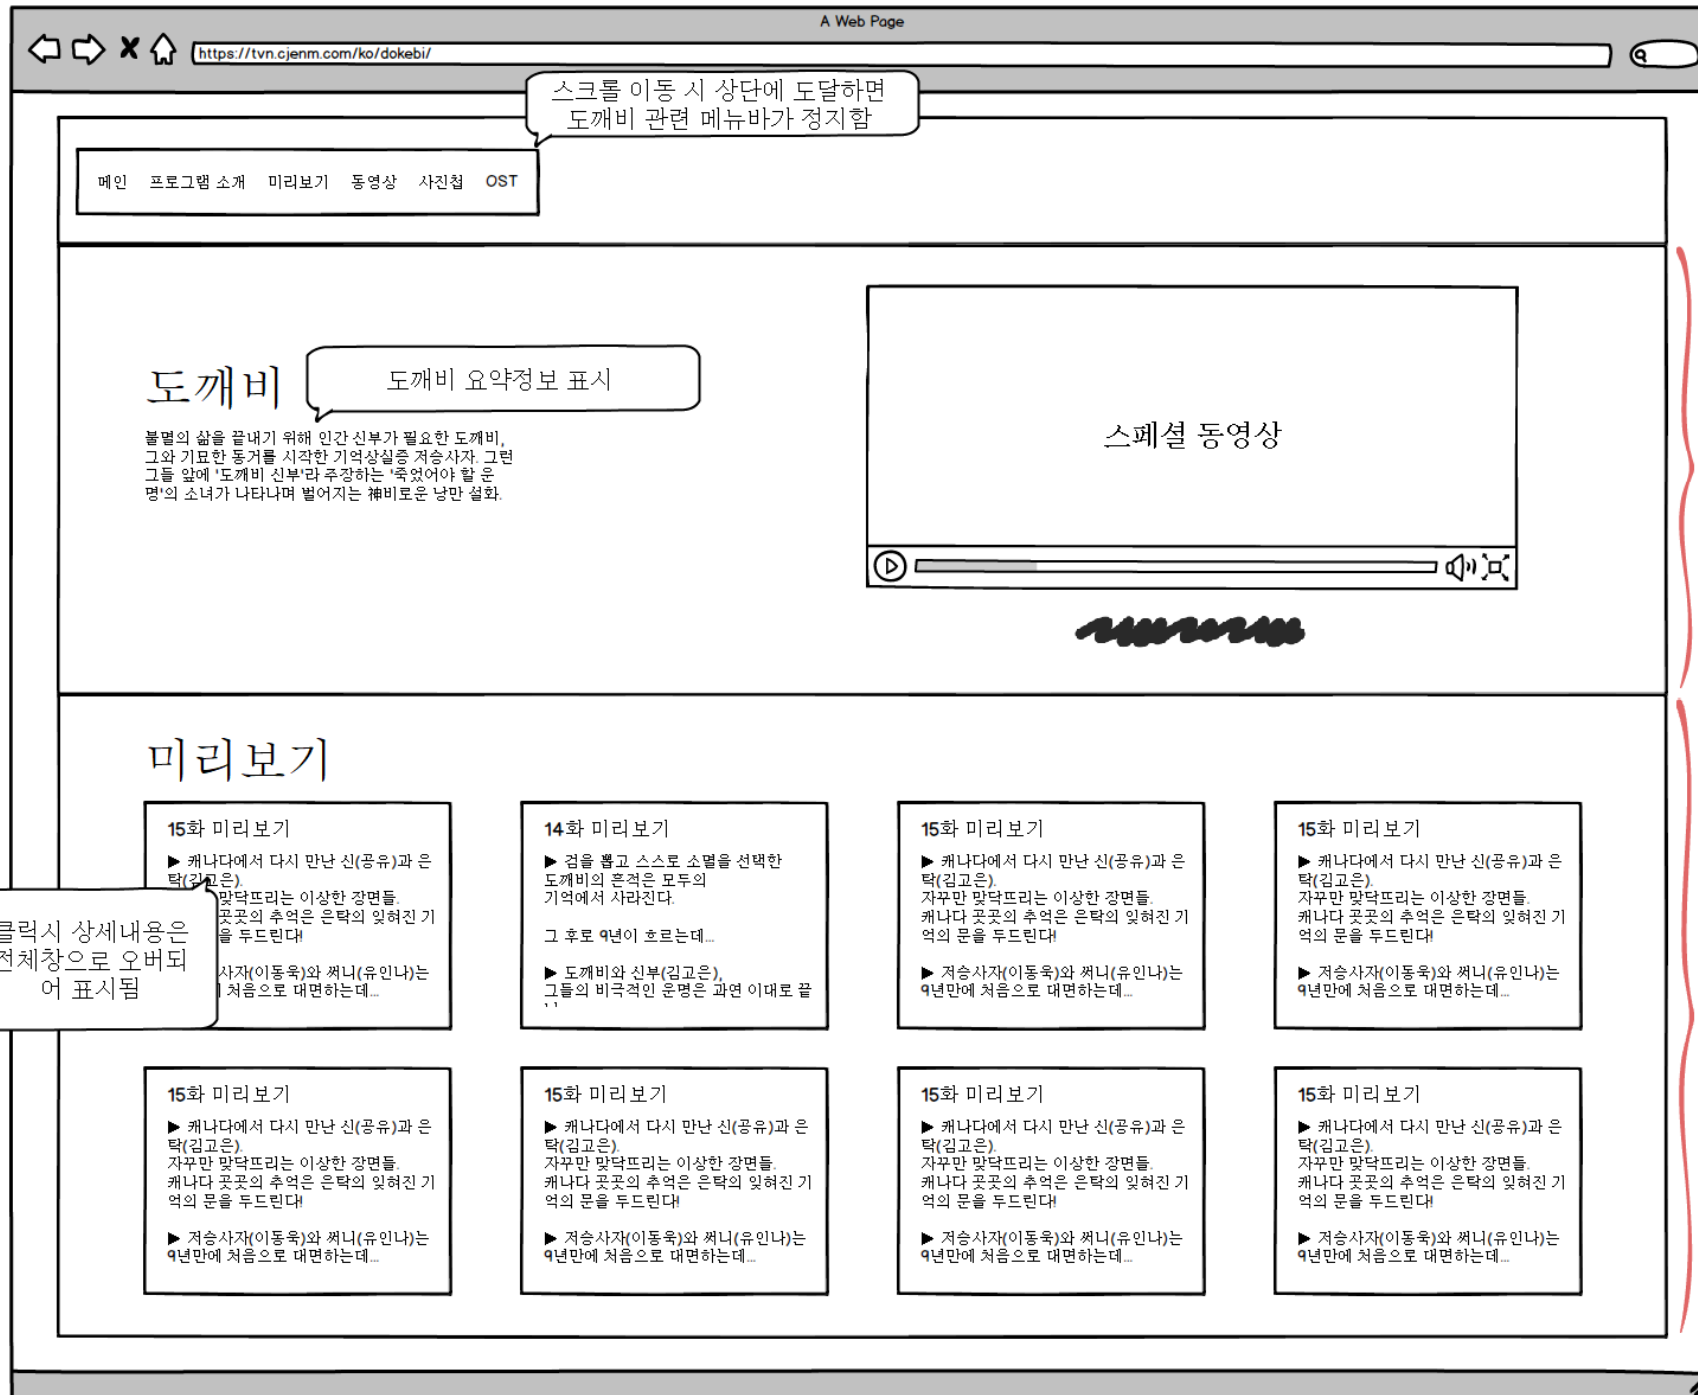 A Web Page
https://tvn.cjenm.com/ko/dokebi/
스크롤 이동 시 상단에 도달하면
도깨비 관련 메뉴바가 정지함
메인 프로그램 소개 미리보기 동영상 사진첩 OST
도깨비
도깨비 요약정보 표시
불멸의 삶을 끝내기 위해 인간 신부가 필요한 도깨비,
그와 기묘한 동거를 시작한 기억상실증 저승사자. 그런
그들 앞에 '도깨비 신부'라 주장하는 '죽었어야 할 운
명'의 소녀가 나타나며 벌어지는 神비로운 낭만 설화.
스페셜 동영상
미리보기
15화 미리보기
▶ 캐나다에서 다시 만난 신(공유)과 은
탁(김고은).
맞닥뜨리는 이상한 장면들.
곳곳의 추억은 은탁의 잊혀진 기
을 두드린다!
사자(이동욱)와 써니(유인나)는
처음으로 대면하는데...
클릭시 상세내용은
전체창으로 오버되
어 표시됨
14화 미리보기
▶ 검을 뽑고 스스로 소멸을 선택한
도깨비의 흔적은 모두의
기억에서 사라진다.
그 후로 9년이 흐르는데...
▶ 도깨비와 신부(김고은),
그들의 비극적인 운명은 과연 이대로 끝
15화 미리보기
▶ 캐나다에서 다시 만난 신(공유)과 은
탁(김고은).
자꾸만 맞닥뜨리는 이상한 장면들.
캐나다 곳곳의 추억은 은탁의 잊혀진 기
억의 문을 두드린다!
▶ 저승사자(이동욱)와 써니(유인나)는
9년만에 처음으로 대면하는데...
15화 미리보기
▶ 캐나다에서 다시 만난 신(공유)과 은
탁(김고은).
자꾸만 맞닥뜨리는 이상한 장면들.
캐나다 곳곳의 추억은 은탁의 잊혀진 기
억의 문을 두드린다!
▶ 저승사자(이동욱)와 써니(유인나)는
9년만에 처음으로 대면하는데...
15화 미리보기
▶ 캐나다에서 다시 만난 신(공유)과 은
탁(김고은).
자꾸만 맞닥뜨리는 이상한 장면들.
캐나다 곳곳의 추억은 은탁의 잊혀진 기
억의 문을 두드린다!
▶ 저승사자(이동욱)와 써니(유인나)는
9년만에 처음으로 대면하는데...
15화 미리보기
▶ 캐나다에서 다시 만난 신(공유)과 은
탁(김고은).
자꾸만 맞닥뜨리는 이상한 장면들.
캐나다 곳곳의 추억은 은탁의 잊혀진 기
억의 문을 두드린다!
▶ 저승사자(이동욱)와 써니(유인나)는
9년만에 처음으로 대면하는데...
15화 미리보기
▶ 캐나다에서 다시 만난 신(공유)과 은
탁(김고은).
자꾸만 맞닥뜨리는 이상한 장면들.
캐나다 곳곳의 추억은 은탁의 잊혀진 기
억의 문을 두드린다!
▶ 저승사자(이동욱)와 써니(유인나)는
9년만에 처음으로 대면하는데...
15화 미리보기
▶ 캐나다에서 다시 만난 신(공유)과 은
탁(김고은).
자꾸만 맞닥뜨리는 이상한 장면들.
캐나다 곳곳의 추억은 은탁의 잊혀진 기
억의 문을 두드린다!
▶ 저승사자(이동욱)와 써니(유인나)는
9년만에 처음으로 대면하는데...